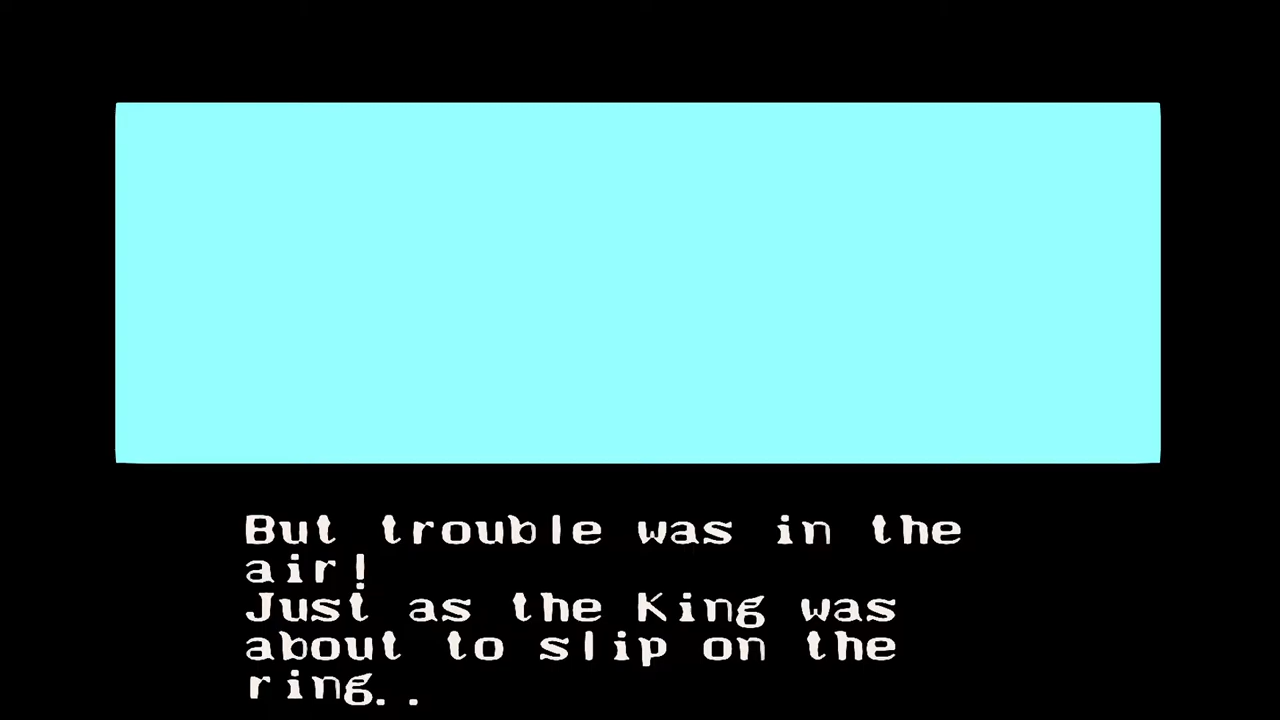 But trouble was in the
air!
Just as the King was
about to slip on the
ring..